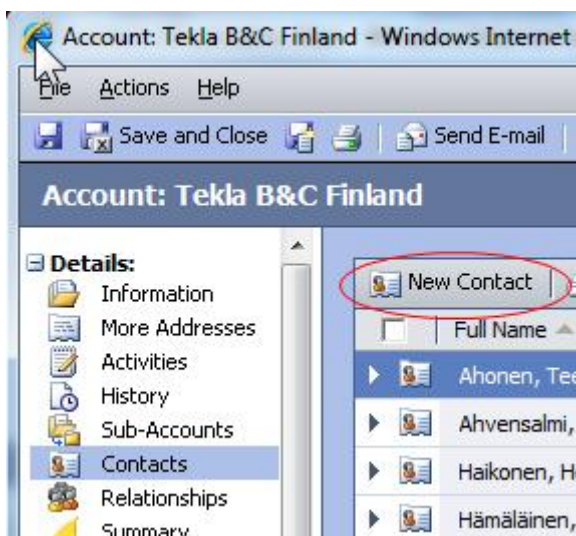 Account: Tekla B&C Finland - Windows Internet
File Actions Help
Save and Close Send E-mail
Account: Tekla B&C Finland
Details:
Information
More Addresses
Activities
History
Sub-Accounts
Contacts
Relationships
Summary
New Contact
Full Name
Ahonen,
Ahvensalmi,
Haikonen,
Hämäläinen,